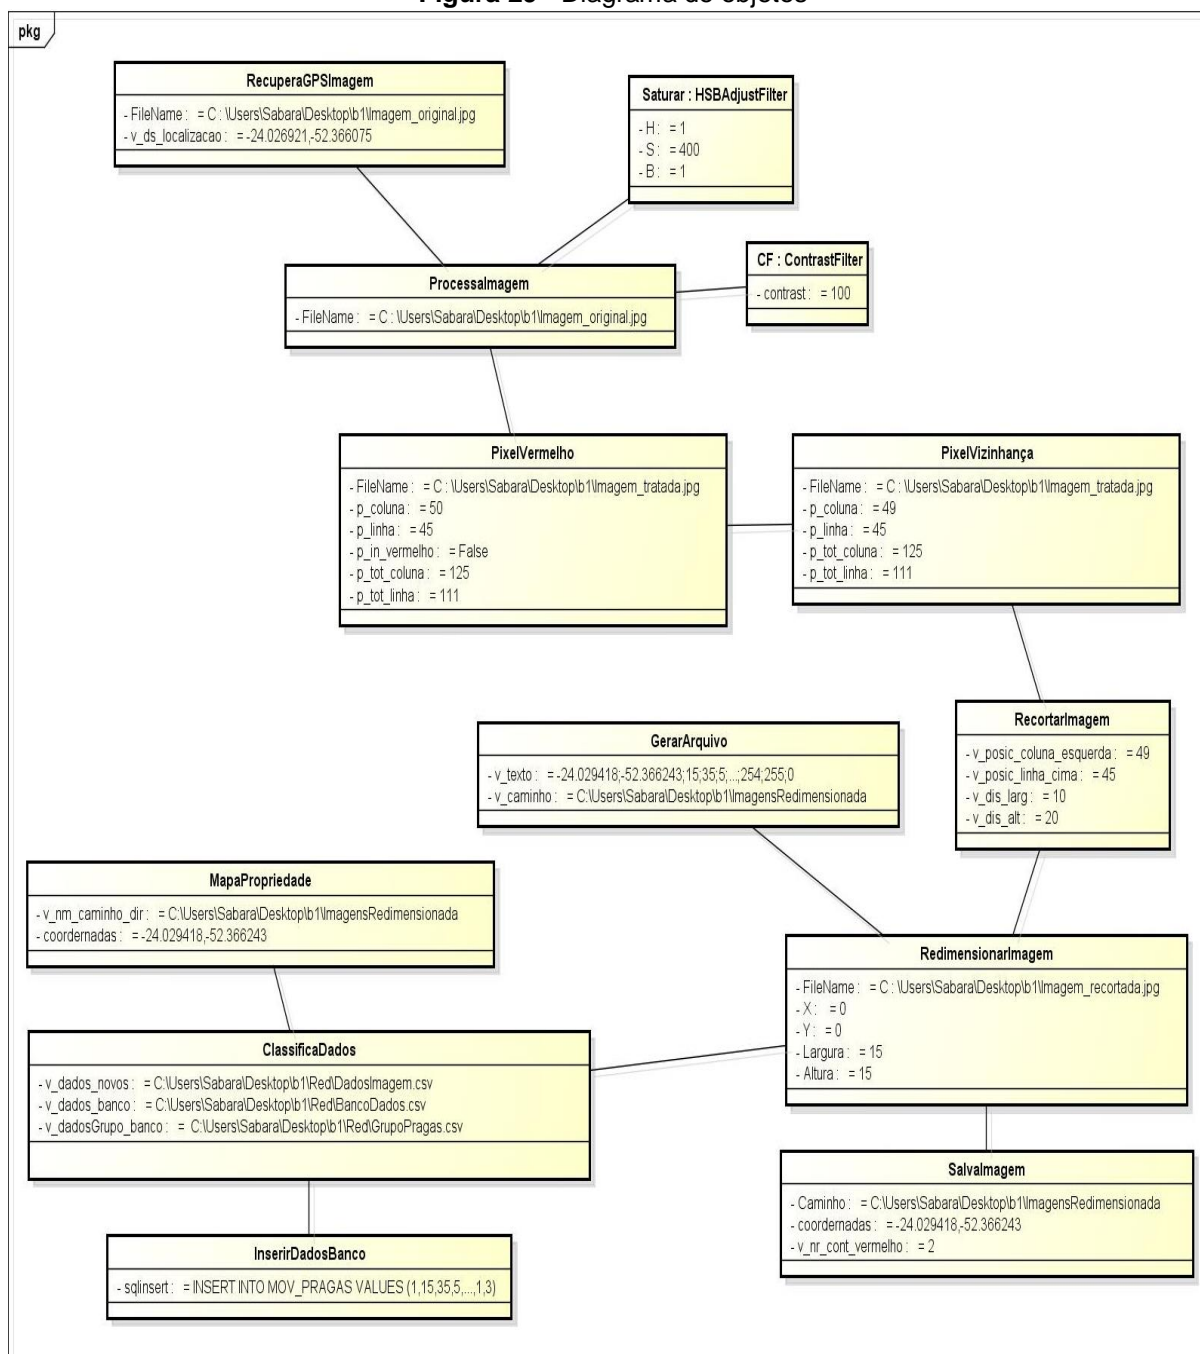 Figura 29 - Diagrama de objetos
pkg
RecuperaGPSImagem
- FileName : = C : \Users\Sabara\Desktop\b1\Imagem_original.jpg
- v_ds_localizacao : =-24.026921,-52.366075
Saturar : HSBAdjustFilter
- H : = 1
- S : = 400
- B : = 1
CF : ContrastFilter
- contrast : = 100
ProcessaImagem
- FileName : = C : \Users\Sabara\Desktop\b1\Imagem_original.jpg
PixelVermelho
- FileName : = C : \Users\Sabara\Desktop\b1\Imagem_tratada.jpg
- p_coluna : = 50
- p_linha : = 45
- p_in_vermelho : = False
- p_tot_coluna : = 125
- p_tot_linha : = 111
PixelVizinhança
- FileName : = C : \Users\Sabara\Desktop\b1\Imagem_tratada.jpg
- p_coluna : = 49
- p_linha : = 45
- p_tot_coluna : = 125
- p_tot_linha : = 111
RecortarImagem
- v_posic_coluna_esquerda : = 49
- v_posic_linha_cima : = 45
- v_dis_larg : = 10
- v_dis_alt : = 20
GerarArquivo
- v_texto : =-24.029418;-52.366243;15;35;5;...;254;255;0
- v_caminho : = C:\Users\Sabara\Desktop\b1\ImagensRedimensionada
MapaPropriedade
- v_nm_caminho_dir : = C:\Users\Sabara\Desktop\b1\ImagensRedimensionada
- coordernadas : =-24.029418,-52.366243
RedimensionarImagem
- FileName : = C : \Users\Sabara\Desktop\b1\Imagem_recortada.jpg
- X : = 0
- Y : = 0
- Largura : = 15
- Altura : = 15
ClassificaDados
- v_dados_novos : = C:\Users\Sabara\Desktop\b1\Red\DadosImagem.csv
- v_dados_banco : = C:\Users\Sabara\Desktop\b1\Red\BancoDados.csv
- v_dadosGrupo_banco : = C:\Users\Sabara\Desktop\b1\Red\GrupoPragas.csv
SalvaImagem
- Caminho : = C:\Users\Sabara\Desktop\b1\ImagensRedimensionada
- coordernadas : =-24.029418,-52.366243
- v_nr_cont_vermelho : = 2
InserirDadosBanco
- sqlinsert : = INSERT INTO MOV_PRAGAS VALUES (1,15,35,5,...,1,3)